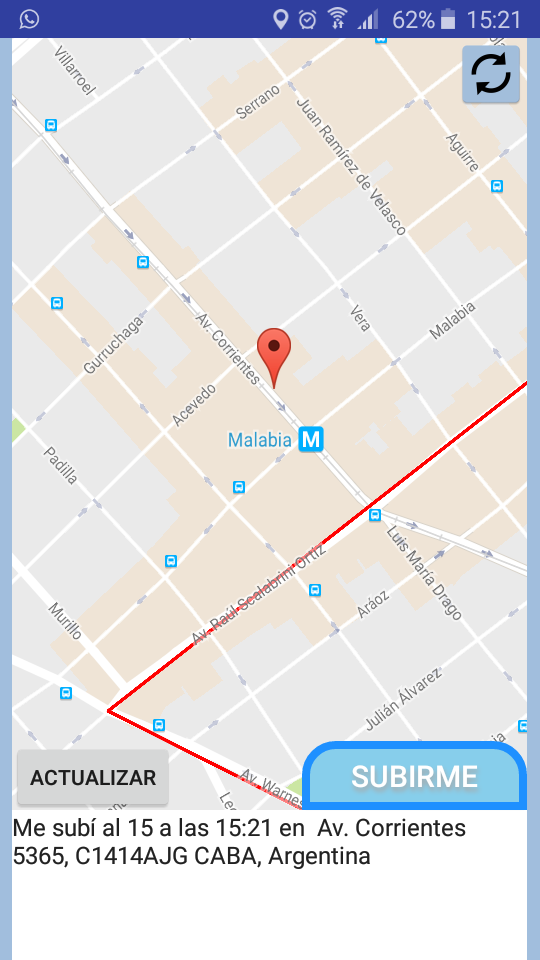 62% 15:21
Villarroel
Serrano
Juan Ramírez de Velasco
Aguirre
Av. Corrientes
Vera
Malabia
Gurruchaga
Acevedo
Malabia M
Padilla
Av. Raúl Scalabrini Ortiz
Luis María Drago
Aráoz
Murillo
Julián Álvarez
Av. Warnes
ACTUALIZAR
SUBIRME
Me subí al 15 a las 15:21 en Av. Corrientes
5365, C1414AJG CABA, Argentina